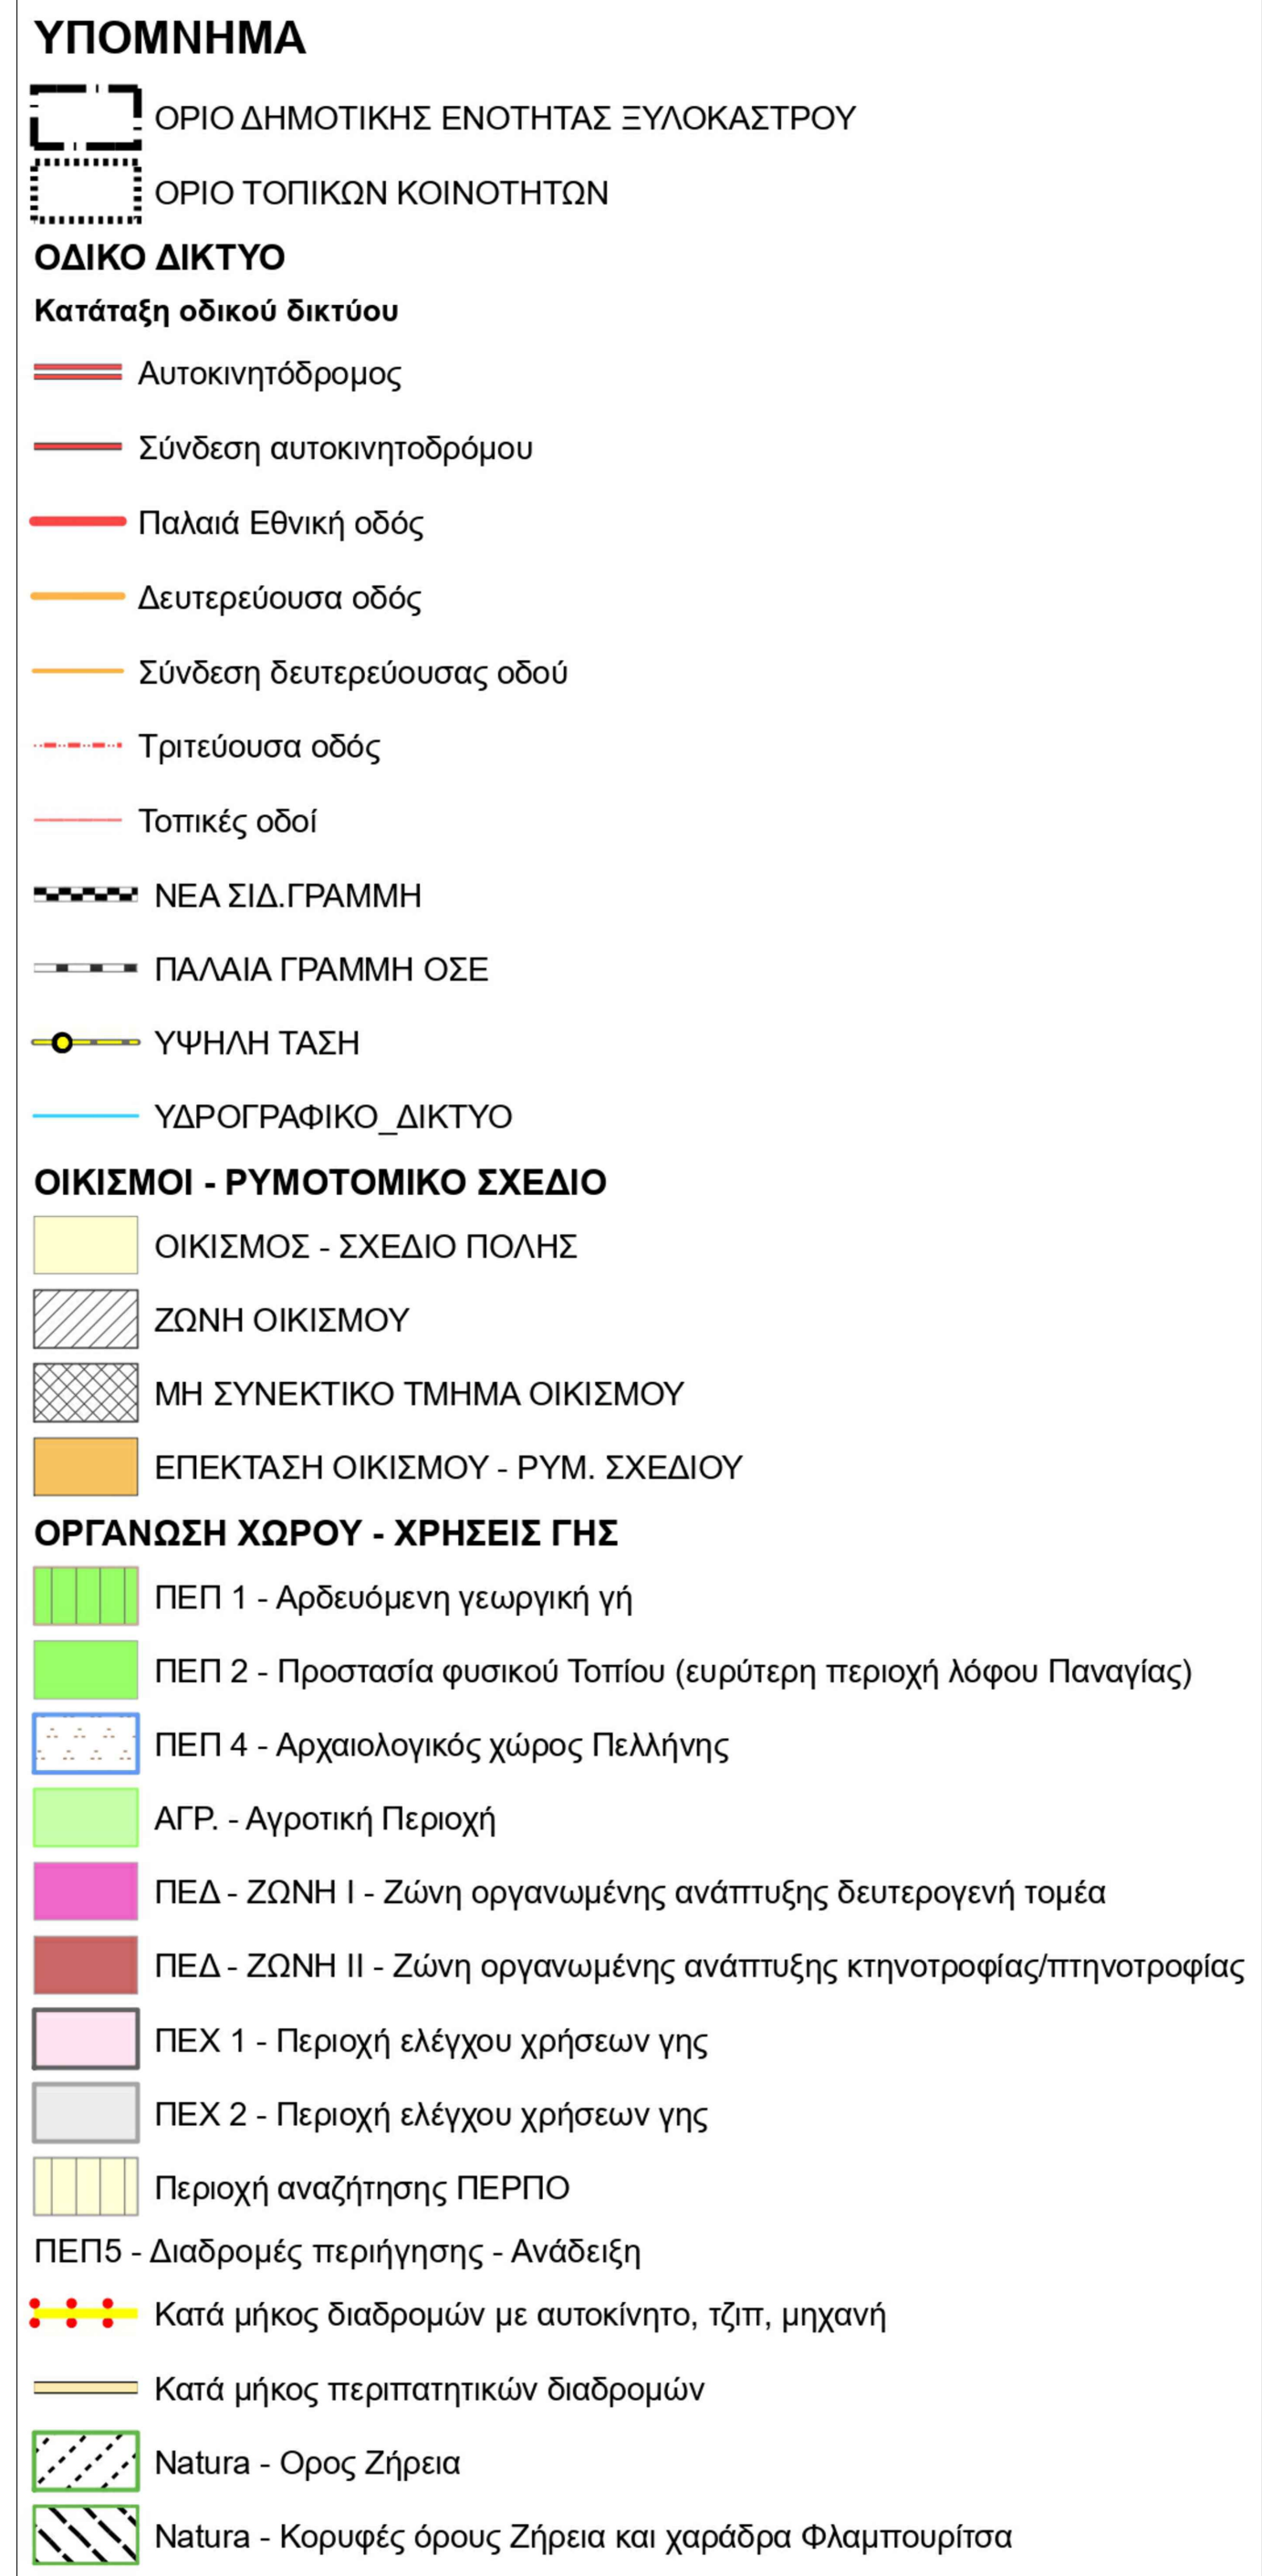 ΥΠΟΜΝΗΜΑ
ΟΡΙΟ ΔΗΜΟΤΙΚΗΣ ΕΝΟΤΗΤΑΣ ΞΥΛΟΚΑΣΤΡΟΥ
ΟΡΙΟ ΤΟΠΙΚΩΝ ΚΟΙΝΟΤΗΤΩΝ
ΟΔΙΚΟ ΔΙΚΤΥΟ
Κατάταξη οδικού δικτύου
Αυτοκινητόδρομος
Σύνδεση αυτοκινητοδρόμου
Παλαιά Εθνική οδός
Δευτερεύουσα οδός
Σύνδεση δευτερεύουσας οδού
Τριτεύουσα οδός
Τοπικές οδοί
ΝΕΑ ΣΙΔ.ΓΡΑΜΜΗ
ΠΑΛΑΙΑ ΓΡΑΜΜΗ ΟΣΕ
ΥΨΗΛΗ ΤΑΣΗ
ΥΔΡΟΓΡΑΦΙΚΟ_ΔΙΚΤΥΟ
ΟΙΚΙΣΜΟΙ - ΡΥΜΟΤΟΜΙΚΟ ΣΧΕΔΙΟ
ΟΙΚΙΣΜΟΣ - ΣΧΕΔΙΟ ΠΟΛΗΣ
ΖΩΝΗ ΟΙΚΙΣΜΟΥ
ΜΗ ΣΥΝΕΚΤΙΚΟ ΤΜΗΜΑ ΟΙΚΙΣΜΟΥ
ΕΠΕΚΤΑΣΗ ΟΙΚΙΣΜΟΥ - ΡΥΜ. ΣΧΕΔΙΟΥ
ΟΡΓΑΝΩΣΗ ΧΩΡΟΥ - ΧΡΗΣΕΙΣ ΓΗΣ
ΠΕΠ 1 - Αρδευόμενη γεωργική γή
ΠΕΠ 2 - Προστασία φυσικού Τοπίου (ευρύτερη περιοχή λόφου Παναγίας)
ΠΕΠ 4 - Αρχαιολογικός χώρος Πελλήνης
ΑΓΡ. - Αγροτική Περιοχή
ΠΕΔ - ΖΩΝΗ Ι - Ζώνη οργανωμένης ανάπτυξης δευτερογενή τομέα
ΠΕΔ - ΖΩΝΗ ΙΙ - Ζώνη οργανωμένης ανάπτυξης κτηνοτροφίας/πτηνοτροφίας
ΠΕΧ 1 - Περιοχή ελέγχου χρήσεων γης
ΠΕΧ 2 - Περιοχή ελέγχου χρήσεων γης
Περιοχή αναζήτησης ΠΕΡΠΟ
ΠΕΠ5 - Διαδρομές περιήγησης - Ανάδειξη
Κατά μήκος διαδρομών με αυτοκίνητο, τζιπ, μηχανή
Κατά μήκος περιπατητικών διαδρομών
Natura - Ορος Ζήρεια
Natura - Κορυφές όρους Ζήρεια και χαράδρα Φλαμπουρίτσα